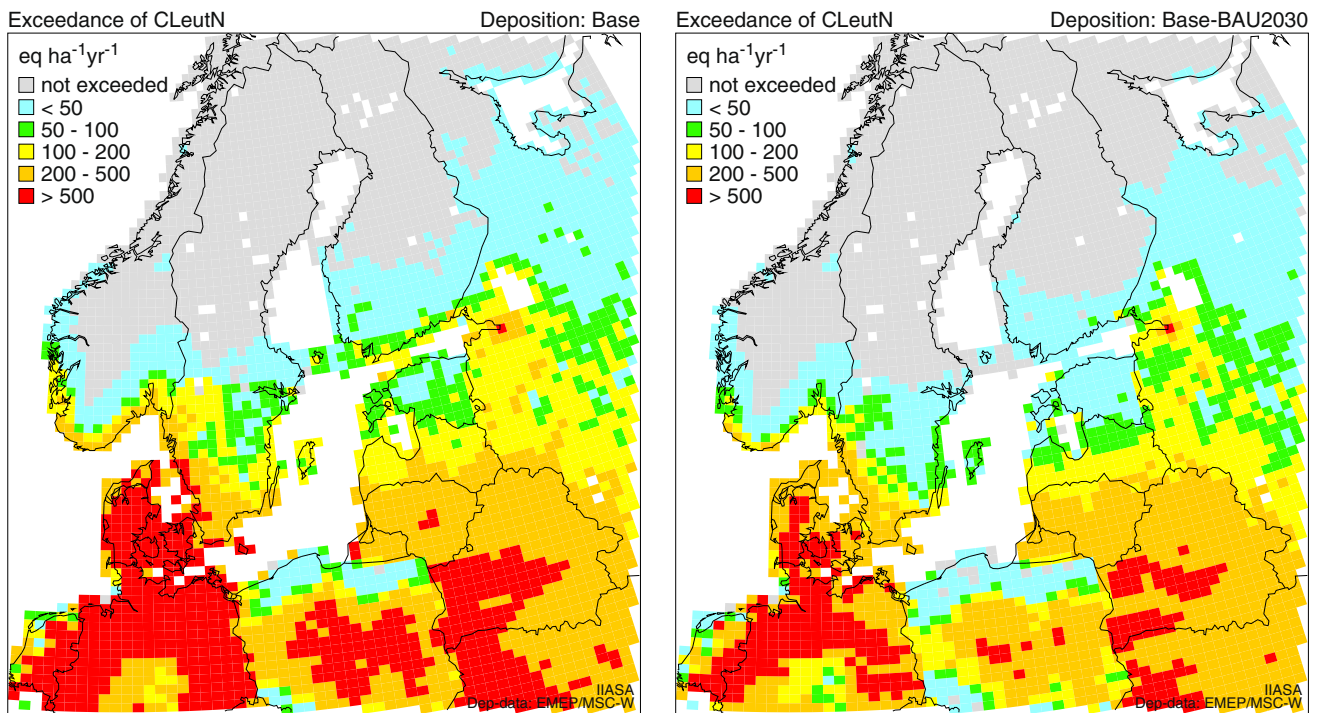 Exceedance of CLeutN Deposition: Base
eq ha⁻¹yr⁻¹
not exceeded
< 50
50 - 100
100 - 200
200 - 500
> 500
IIASA
Dep-data: EMEP/MSC-W
Exceedance of CLeutN Deposition: Base-BAU2030
eq ha⁻¹yr⁻¹
not exceeded
< 50
50 - 100
100 - 200
200 - 500
> 500
IIASA
Dep-data: EMEP/MSC-W